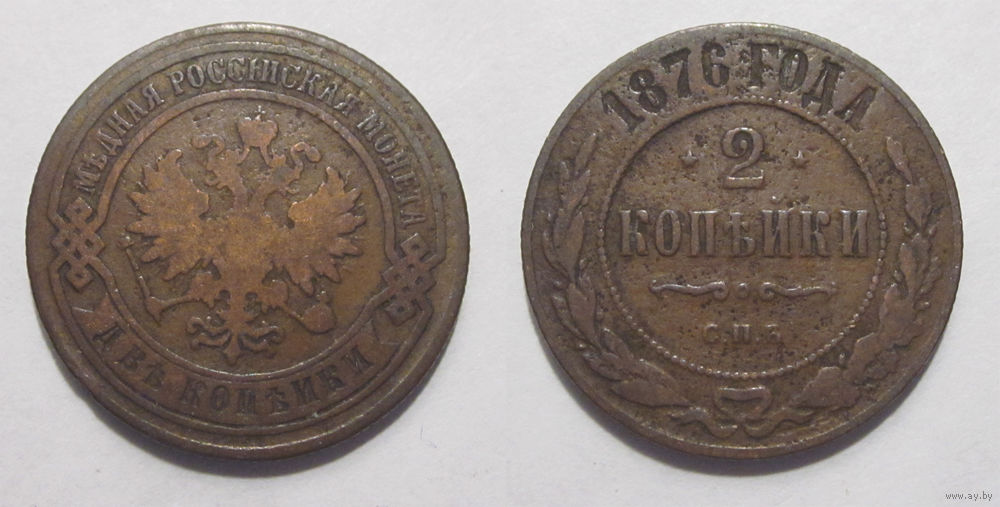 МѢДНАЯ РОССІЙСКАЯ МОНЕТА
ДВѢ КОПѢЙКИ
1876 ГОДА
2
КОПѢЙКИ
С.П.Б.
www.ay.by